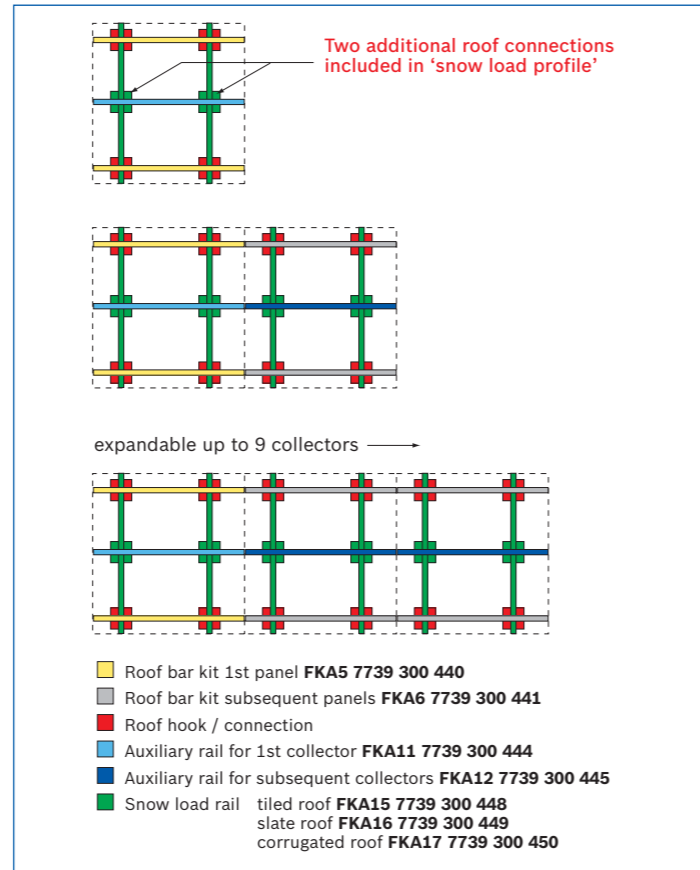 Two additional roof connections
included in ‘snow load profile’
expandable up to 9 collectors
Roof bar kit 1st panel FKA5 7739 300 440
Roof bar kit subsequent panels FKA6 7739 300 441
Roof hook / connection
Auxiliary rail for 1st collector FKA11 7739 300 444
Auxiliary rail for subsequent collectors FKA12 7739 300 445
Snow load rail tiled roof FKA15 7739 300 448
slate roof FKA16 7739 300 449
corrugated roof FKA17 7739 300 450